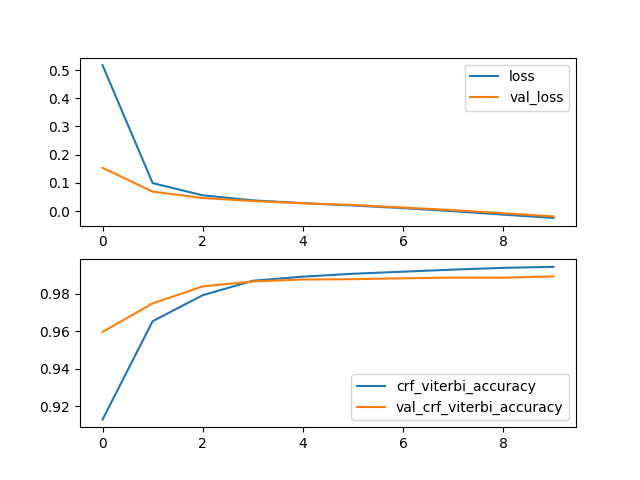 0.5
0.4
0.3
0.2
0.1
0.0
loss
val_loss
0 2 4 6 8
0.98
0.96
0.94
0.92
crf_viterbi_accuracy
val_crf_viterbi_accuracy
0 2 4 6 8